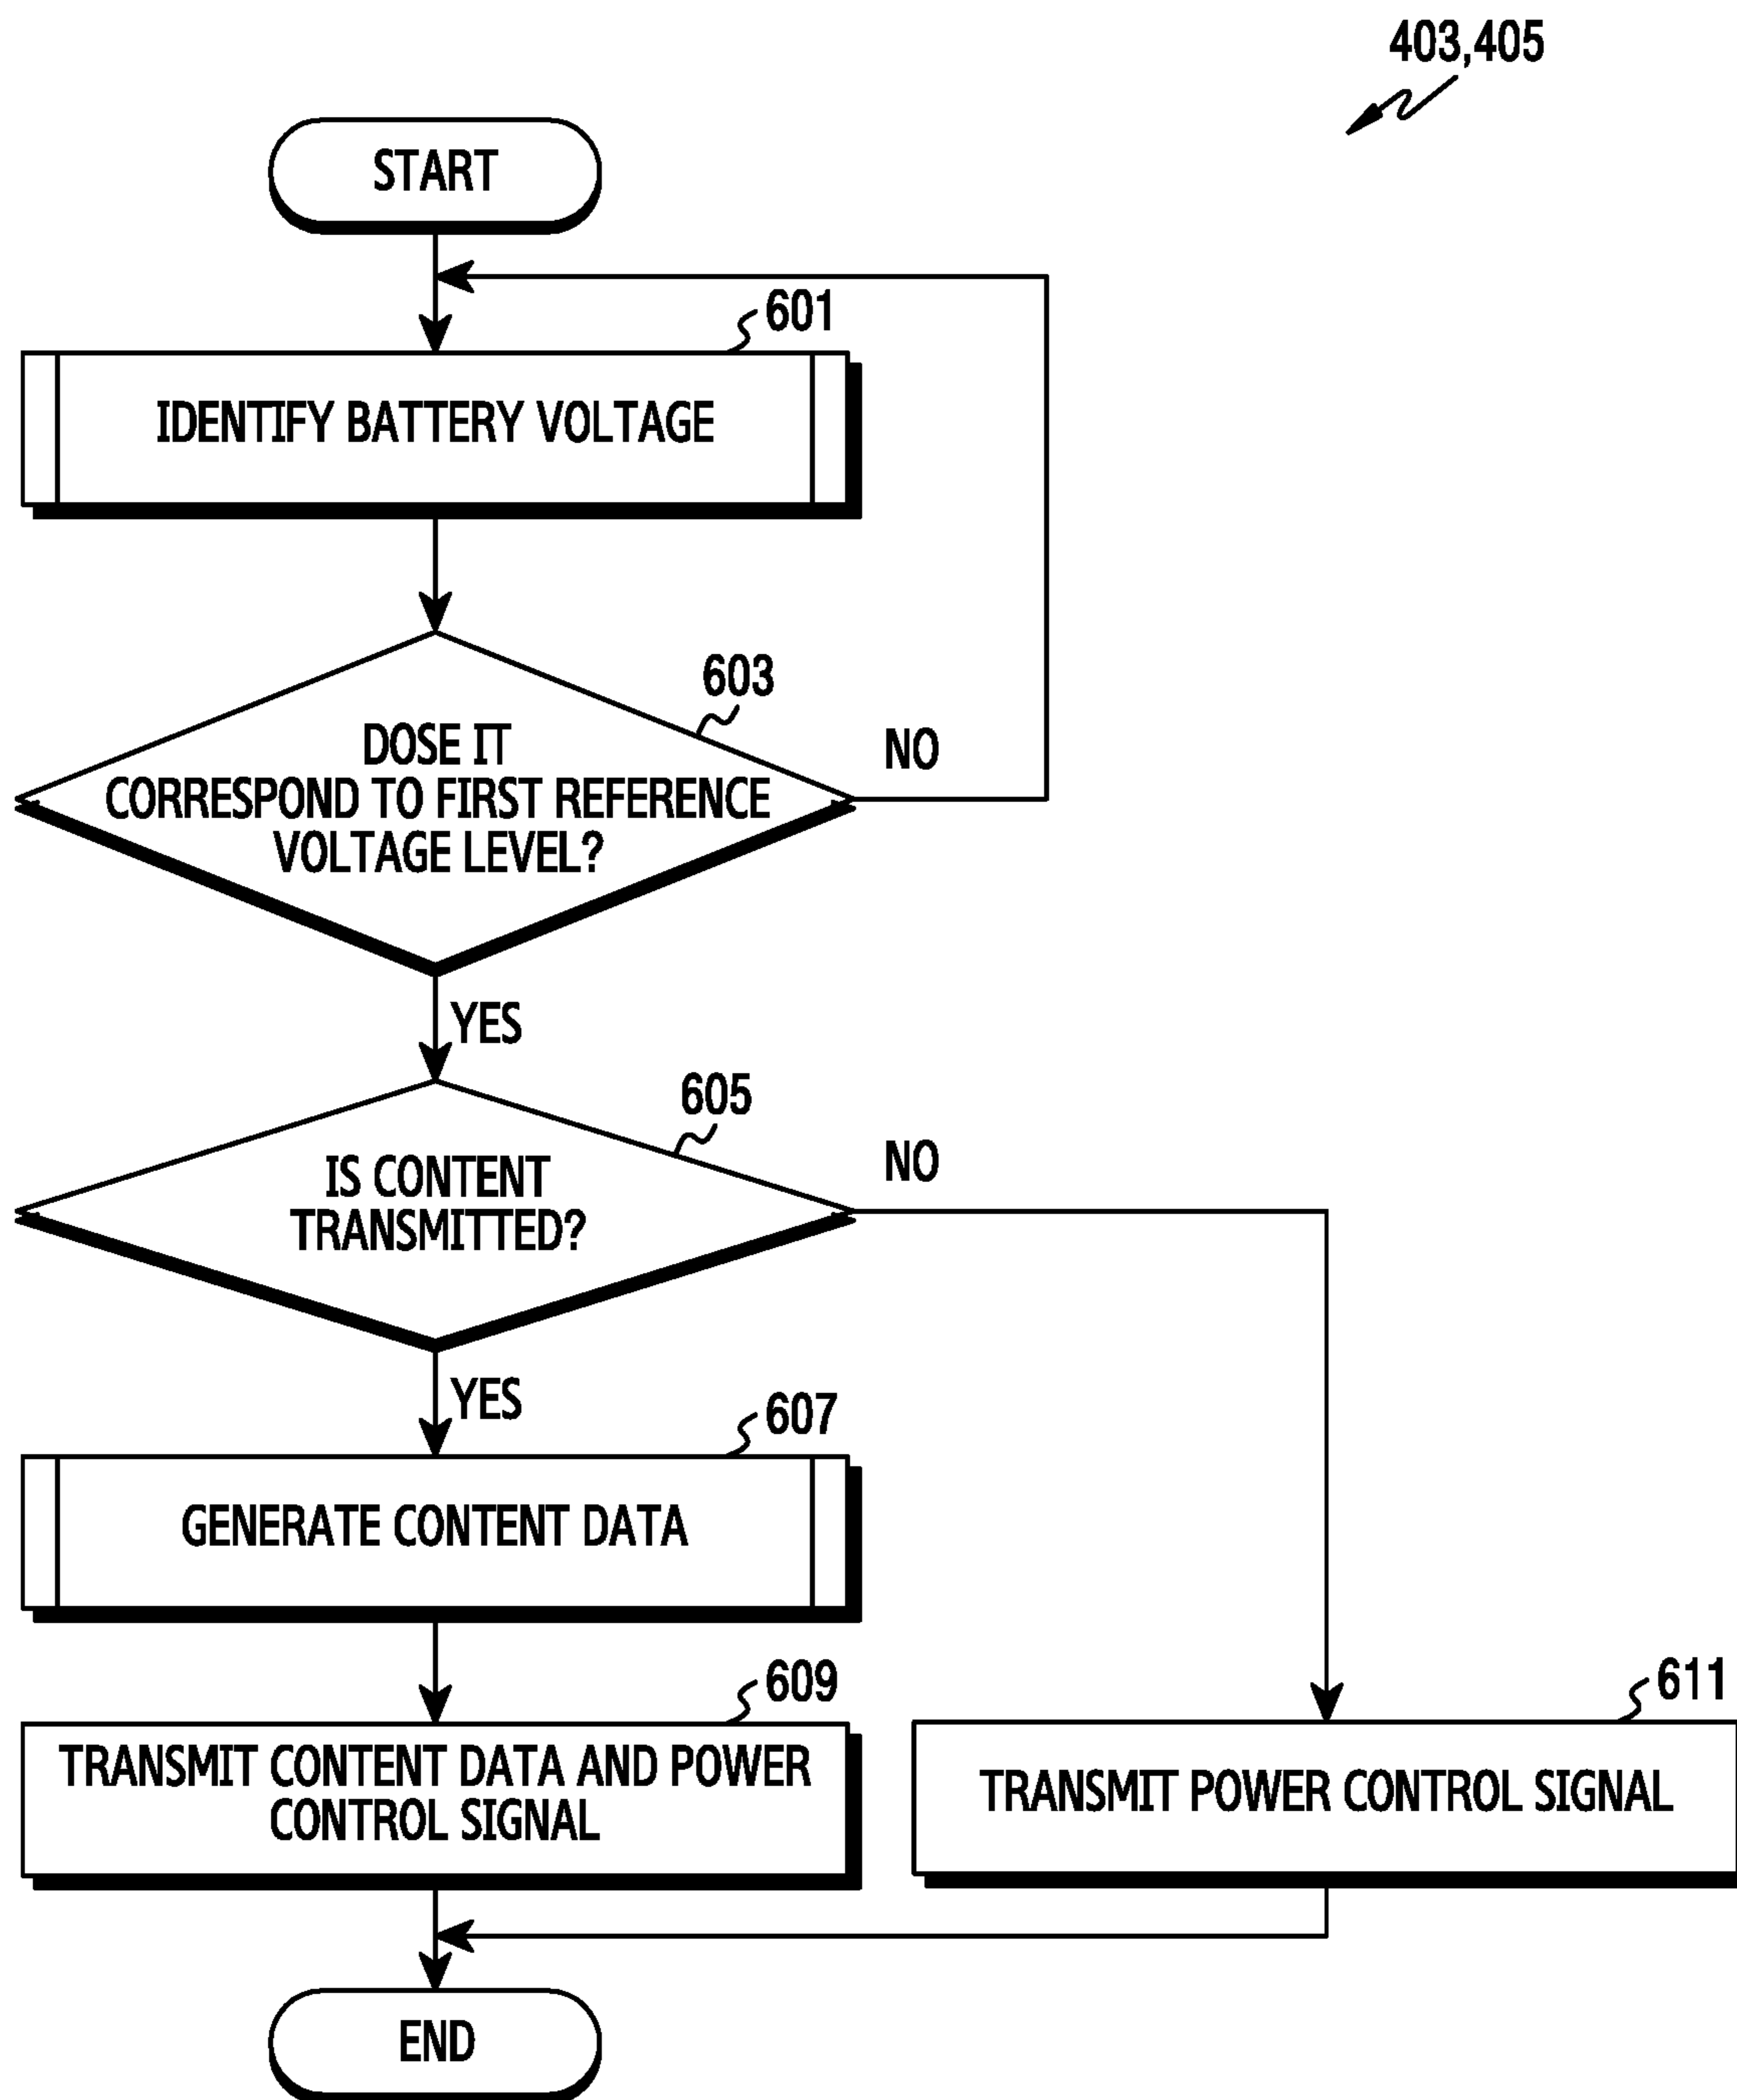 403,405
START
601
IDENTIFY BATTERY VOLTAGE
603
DOSE IT
CORRESPOND TO FIRST REFERENCE
VOLTAGE LEVEL?
NO
YES
605
IS CONTENT
TRANSMITTED?
NO
YES
607
GENERATE CONTENT DATA
609
TRANSMIT CONTENT DATA AND POWER
CONTROL SIGNAL
611
TRANSMIT POWER CONTROL SIGNAL
END